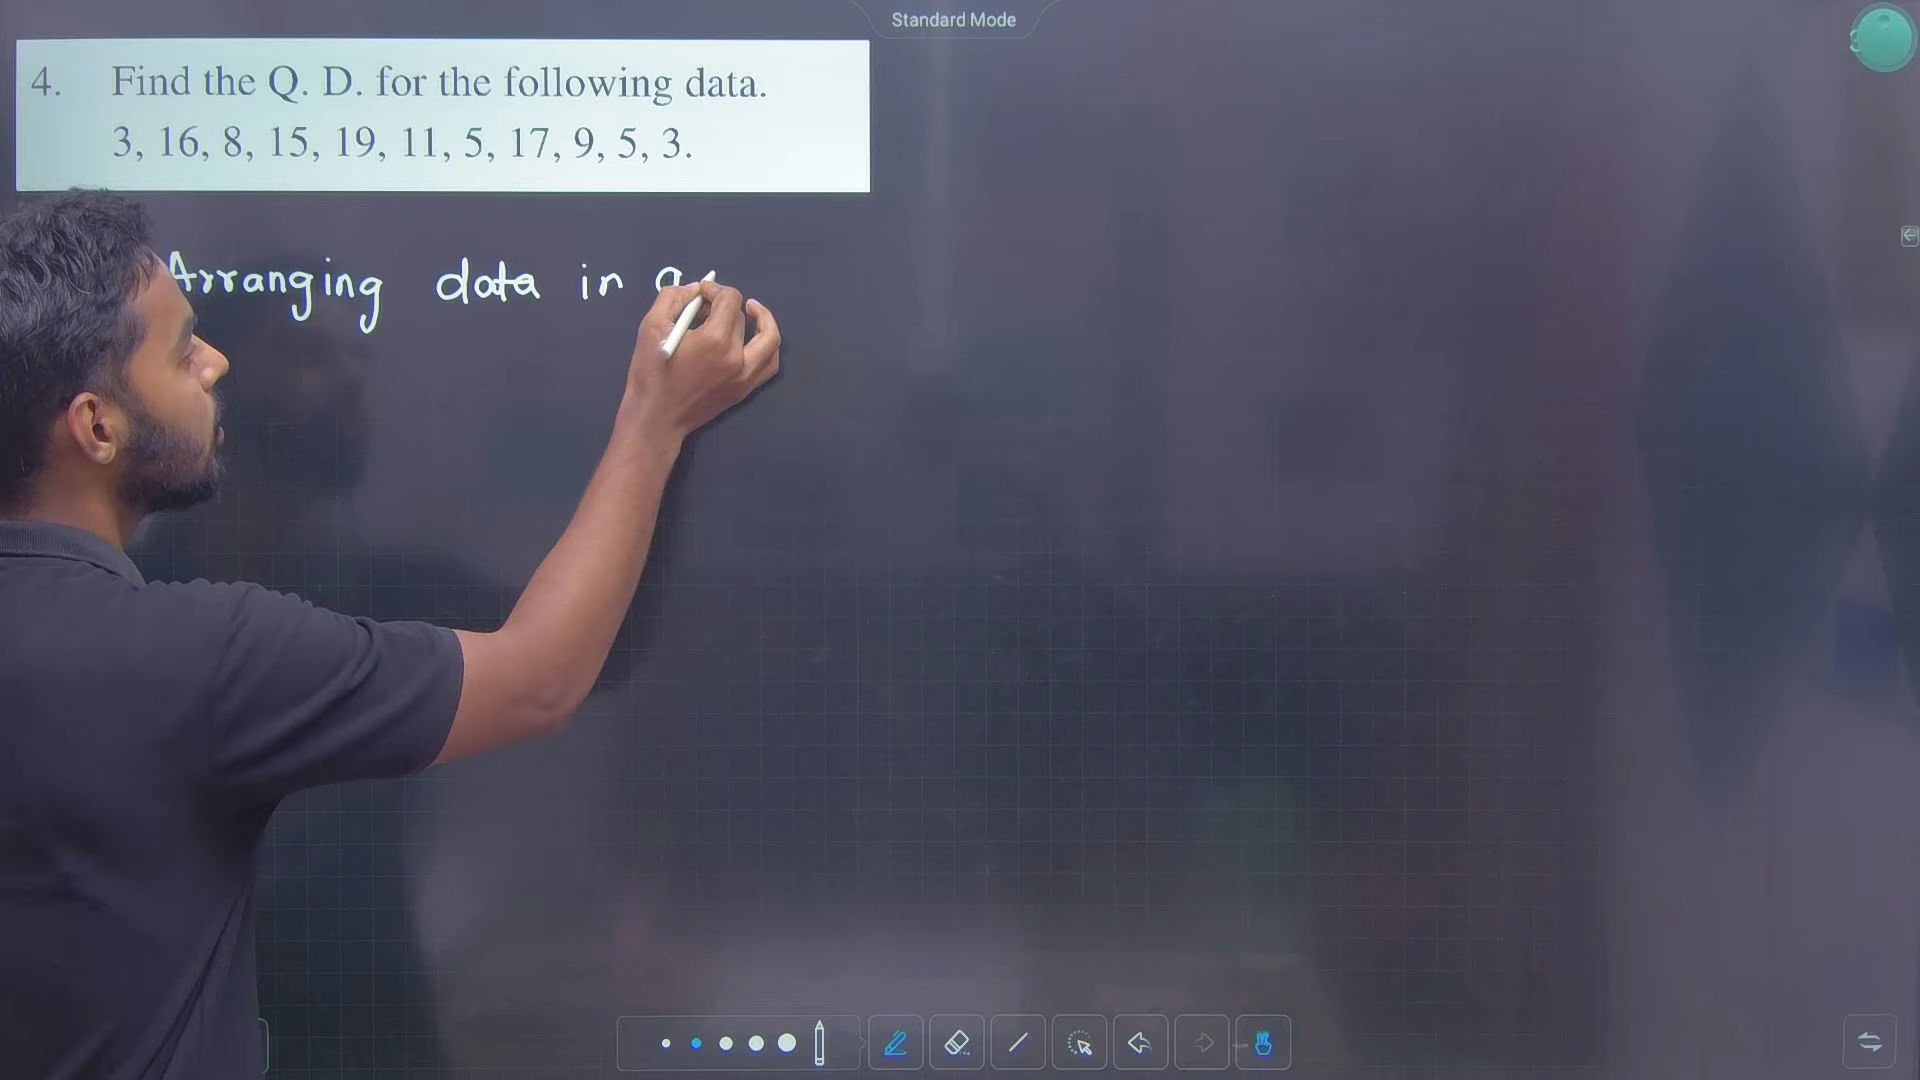 Standard Mode
4. Find the Q. D. for the following data.
3, 16, 8, 15, 19, 11, 5, 17, 9, 5, 3.
Arranging data in